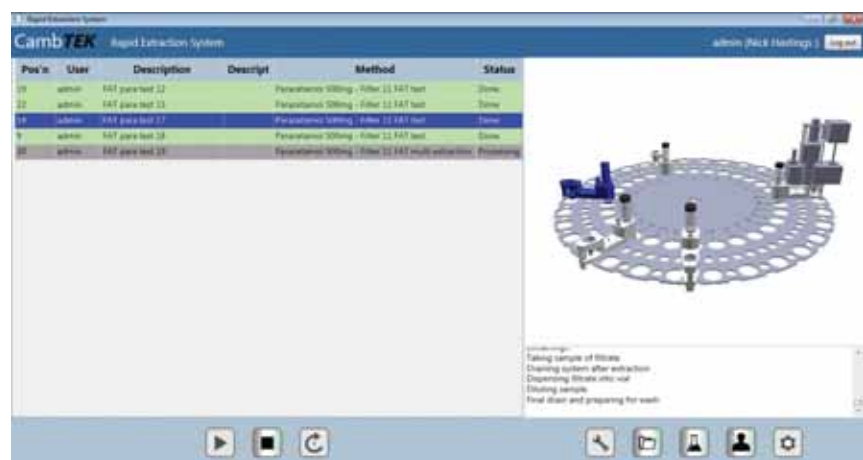 Rapid Extraction System
CambTEK Rapid Extraction System admin (Nick Hastings) Log out
Pos'n User Description Descript Method Status
admin FAT para test 12 Paracetamol 500mg - Filter 11 FAT test Done
admin FAT para test Paracetamol 500mg - Filter 11 FAT test Done
admin FAT para test 17 Paracetamol 500mg - Filter 11 FAT test Done
9 admin FAT para test 18 Paracetamol 500mg - Filter 11 FAT test Done
admin FAT para test 19 Paracetamol 500mg - Filter 11 FAT multi extraction Processing
Taking sample of filtrate
Draining system after extraction
Dispensing filtrate into vial
Diluting sample
Final drain and preparing for wash